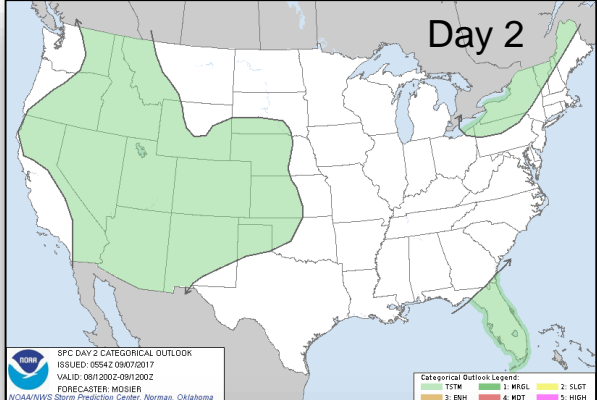 Day 2
SPC DAY 2 CATEGORICAL OUTLOOK
ISSUED: 0554Z 09/07/2017
VALID: 08/1200Z-09/1200Z
FORECASTER: MOSIER
NOAA/NWS Storm Prediction Center, Norman, Oklahoma
NOAA
Categorical Outlook Legend:
TSTM 1: MRGL 2: SLGT
3: ENH 4: MDT 5: HIGH